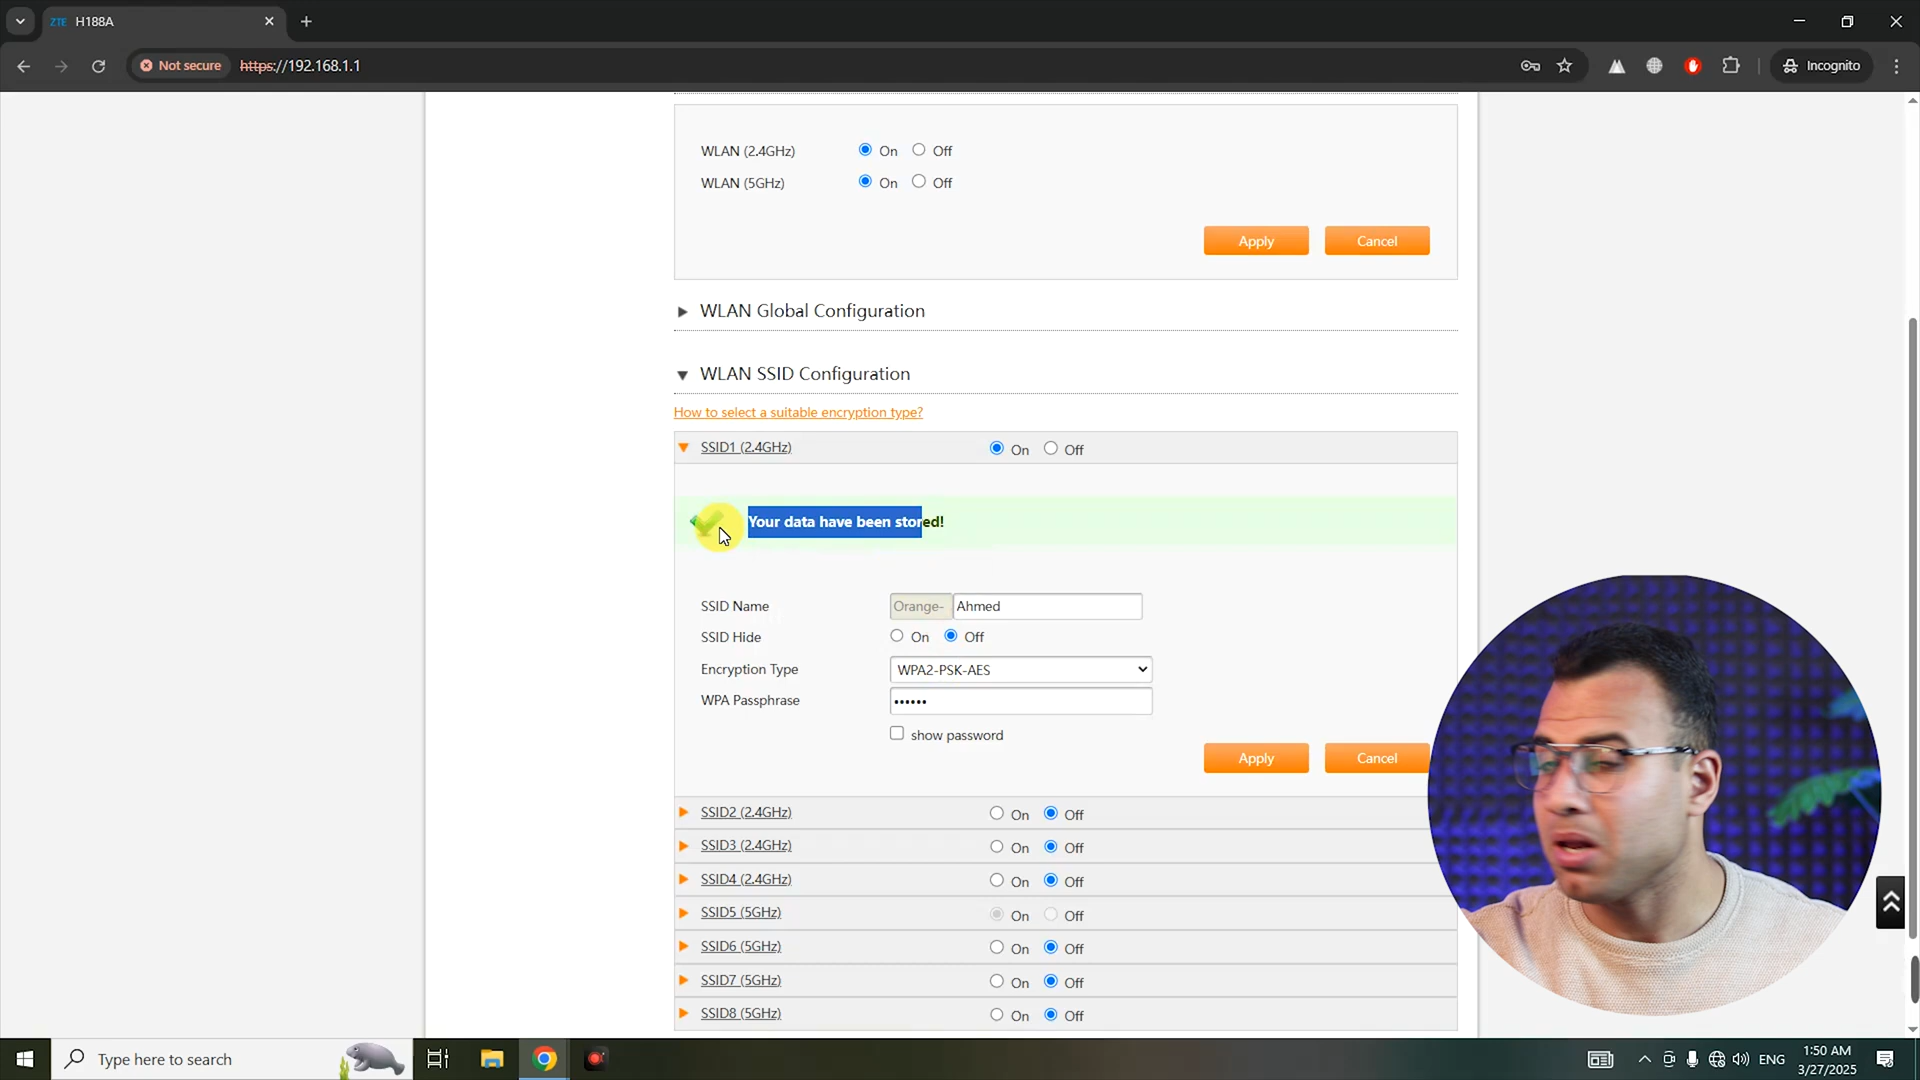 ZTE H188A
Not secure https://192.168.1.1
Incognito
WLAN (2.4GHz) On Off
WLAN (5GHz) On Off
Apply Cancel
WLAN Global Configuration
WLAN SSID Configuration
How to select a suitable encryption type?
SSID1 (2.4GHz) On Off
Your data have been stored!
SSID Name Orange- Ahmed
SSID Hide On Off
Encryption Type WPA2-PSK-AES
WPA Passphrase ••••••
show password
Apply Cancel
SSID2 (2.4GHz) On Off
SSID3 (2.4GHz) On Off
SSID4 (2.4GHz) On Off
SSID5 (5GHz) On Off
SSID6 (5GHz) On Off
SSID7 (5GHz) On Off
SSID8 (5GHz) On Off
Type here to search
ENG
1:50 AM
3/27/2025